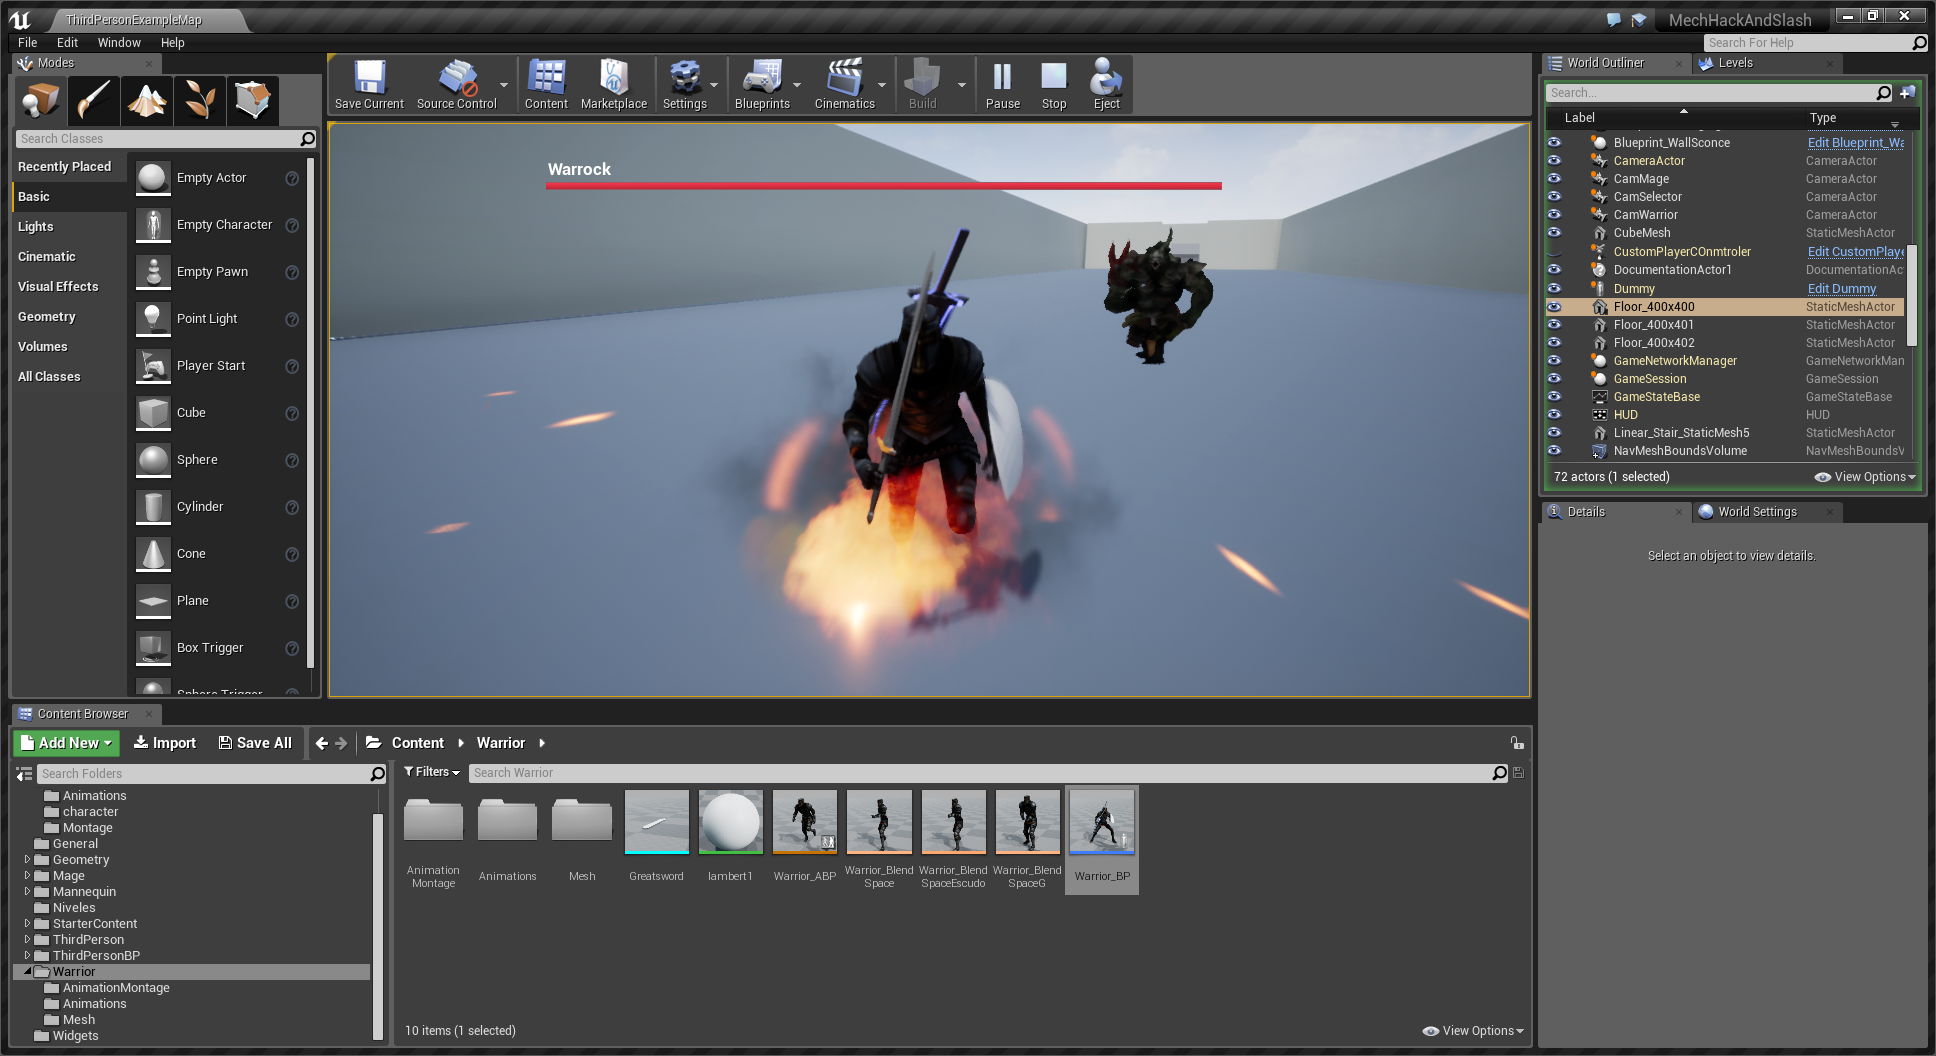 ThirdPersonExampleMap
MechHackAndSlash
File Edit Window Help
Search For Help
Modes
Search Classes
Recently Placed
Basic
Lights
Cinematic
Visual Effects
Geometry
Volumes
All Classes
Empty Actor
Empty Character
Empty Pawn
Point Light
Player Start
Cube
Sphere
Cylinder
Cone
Plane
Box Trigger
Sphere Trigger
Save Current
Source Control
Content
Marketplace
Settings
Blueprints
Cinematics
Build
Pause
Stop
Eject
Warrock
World Outliner
Levels
Search...
Label Type
Blueprint_WallSconce Edit Blueprint_Wa
CameraActor CameraActor
CamMage CameraActor
CamSelector CameraActor
CamWarrior CameraActor
CubeMesh StaticMeshActor
CustomPlayerCOnmtroler Edit CustomPlaye
DocumentationActor1 DocumentationAc
Dummy Edit Dummy
Floor_400x400 StaticMeshActor
Floor_400x401 StaticMeshActor
Floor_400x402 StaticMeshActor
GameNetworkManager GameNetworkMan
GameSession GameSession
GameStateBase GameStateBase
HUD HUD
Linear_Stair_StaticMesh5 StaticMeshActor
NavMeshBoundsVolume NavMeshBoundsV
72 actors (1 selected)
View Options
Details
World Settings
Select an object to view details.
Content Browser
Add New
Import
Save All
Content
Warrior
Search Folders
Animations
character
Montage
General
Geometry
Mage
Mannequin
Niveles
StarterContent
ThirdPerson
ThirdPersonBP
Warrior
AnimationMontage
Animations
Mesh
Widgets
Filters
Search Warrior
Animation
Montage
Animations
Mesh
Greatsword
lambert1
Warrior_ABP
Warrior_Blend
Space
Warrior_Blend
SpaceEscudo
Warrior_Blend
SpaceG
Warrior_BP
10 items (1 selected)
View Options